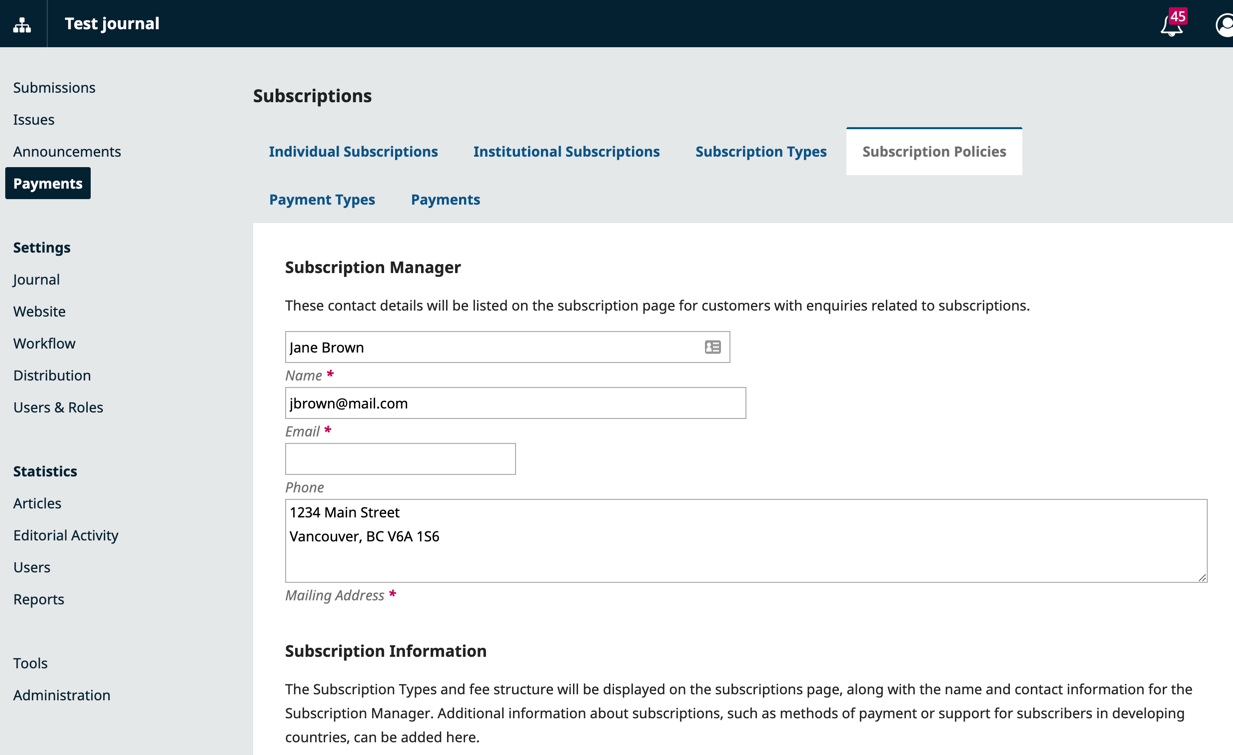 Test journal
45
Submissions
Issues
Announcements
Payments
Settings
Journal
Website
Workflow
Distribution
Users & Roles
Statistics
Articles
Editorial Activity
Users
Reports
Tools
Administration
Subscriptions
Individual Subscriptions Institutional Subscriptions Subscription Types Subscription Policies
Payment Types Payments
Subscription Manager
These contact details will be listed on the subscription page for customers with enquiries related to subscriptions.
Jane Brown
Name *
jbrown@mail.com
Email *
Phone
1234 Main Street
Vancouver, BC V6A 1S6
Mailing Address *
Subscription Information
The Subscription Types and fee structure will be displayed on the subscriptions page, along with the name and contact information for the
Subscription Manager. Additional information about subscriptions, such as methods of payment or support for subscribers in developing
countries, can be added here.